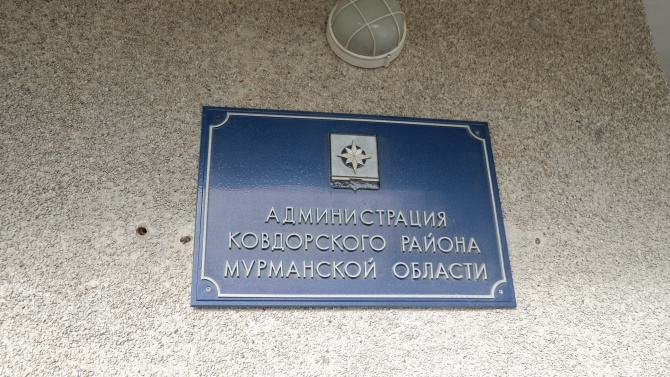 АДМИНИСТРАЦИЯ
КОВДОРСКОГО РАЙОНА
МУРМАНСКОЙ ОБЛАСТИ